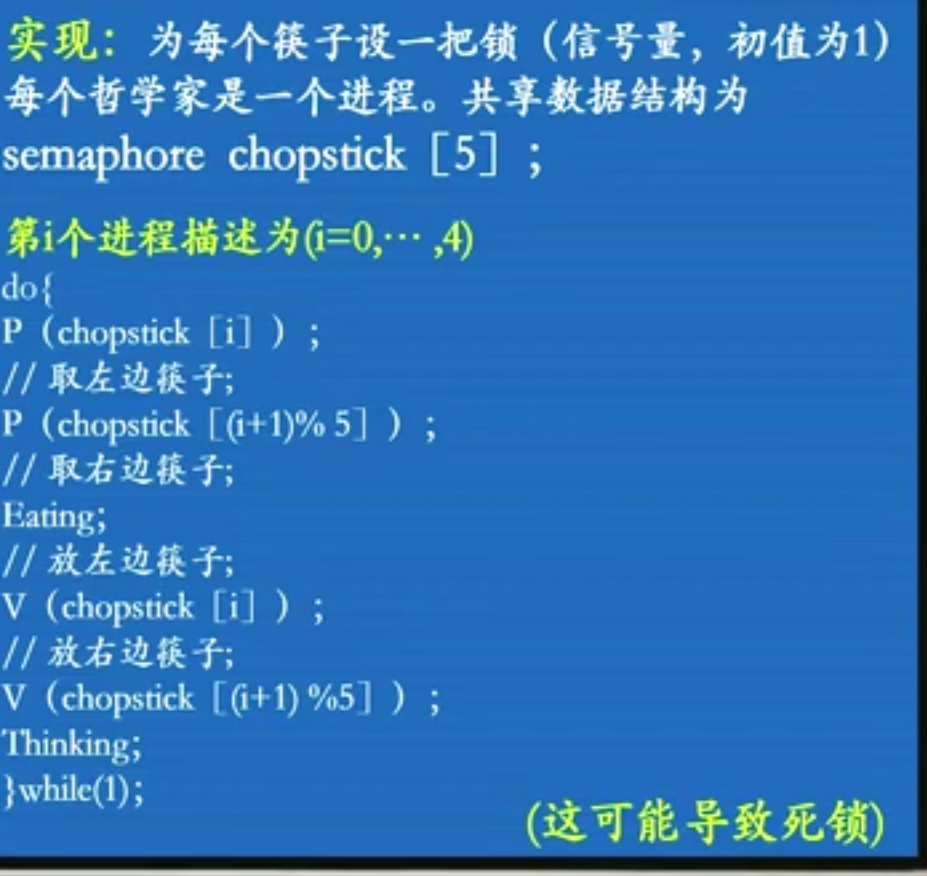 实现：为每个筷子设一把锁（信号量，初值为1）
每个哲学家是一个进程。共享数据结构为
semaphore chopstick［5］;
第i个进程描述为(i=0,… ,4)
do{
P（chopstick［i］）;
// 取左边筷子;
P（chopstick［(i+1)% 5］）;
// 取右边筷子;
Eating;
// 放左边筷子;
V（chopstick［i］）;
// 放右边筷子;
V（chopstick［(i+1) %5］）;
Thinking;
}while(1);
(这可能导致死锁)